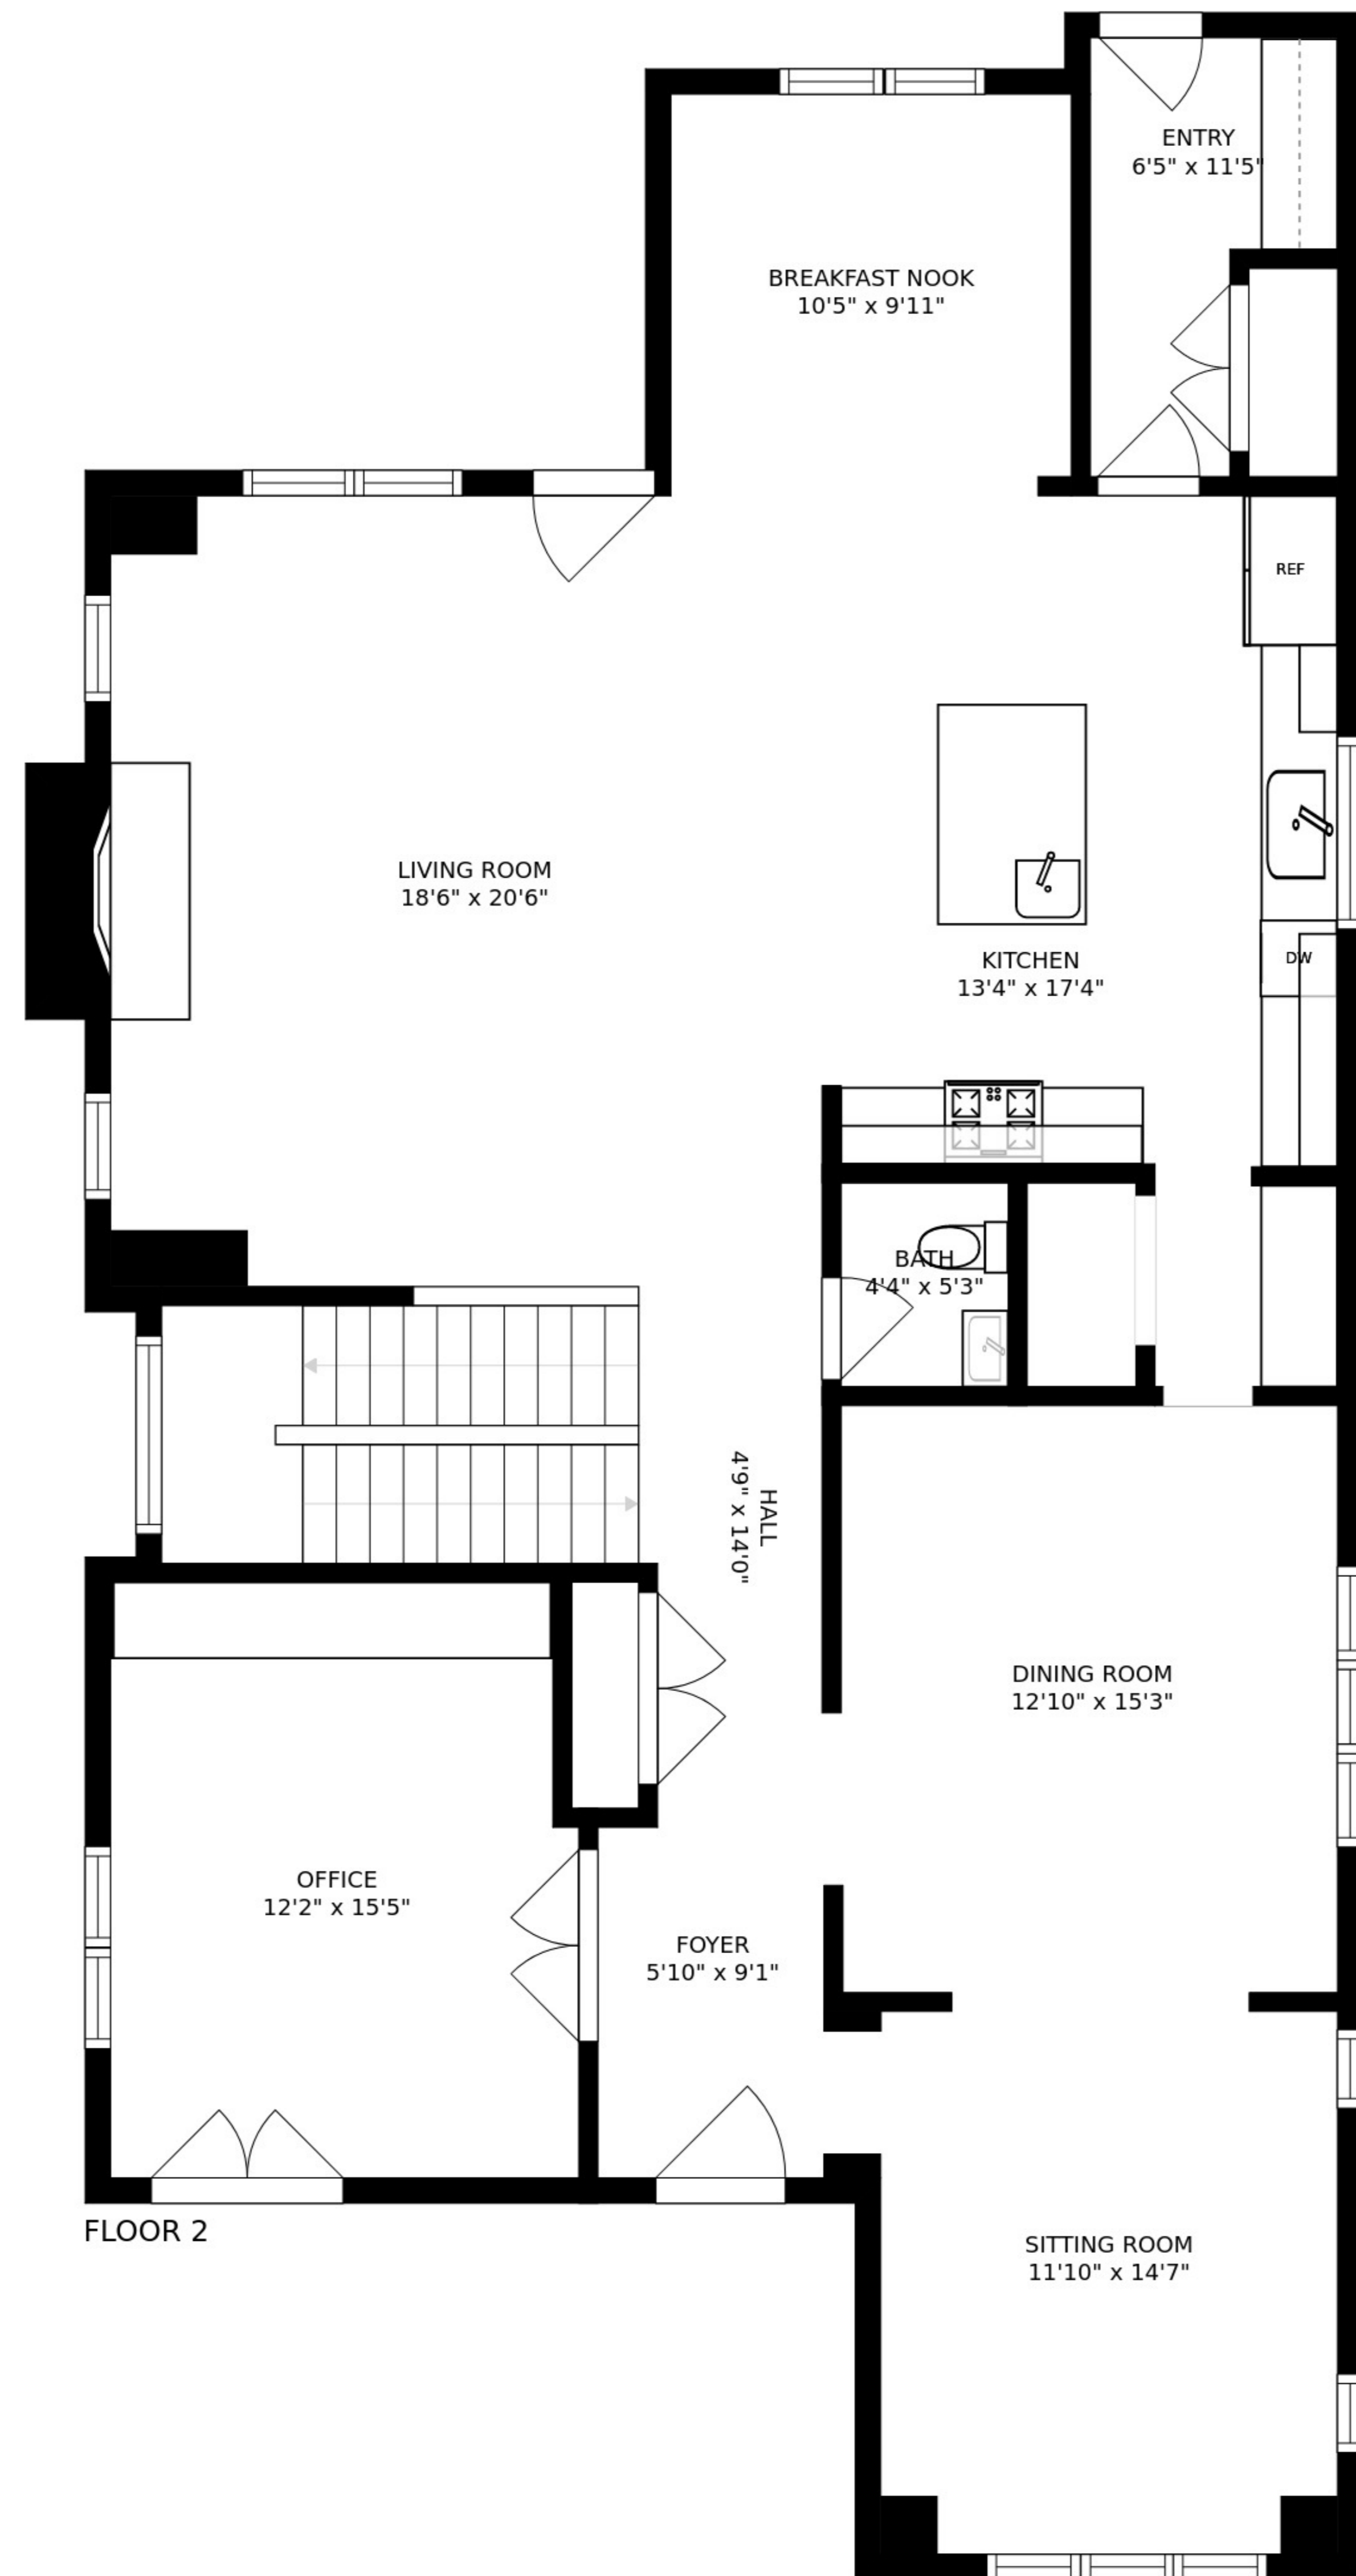 ENTRY
6'5" x 11'5"
BREAKFAST NOOK
10'5" x 9'11"
REF
LIVING ROOM
18'6" x 20'6"
KITCHEN
13'4" x 17'4"
DW
BATH
4'4" x 5'3"
HALL
4'9" x 14'0"
DINING ROOM
12'10" x 15'3"
OFFICE
12'2" x 15'5"
FOYER
5'10" x 9'1"
FLOOR 2
SITTING ROOM
11'10" x 14'7"